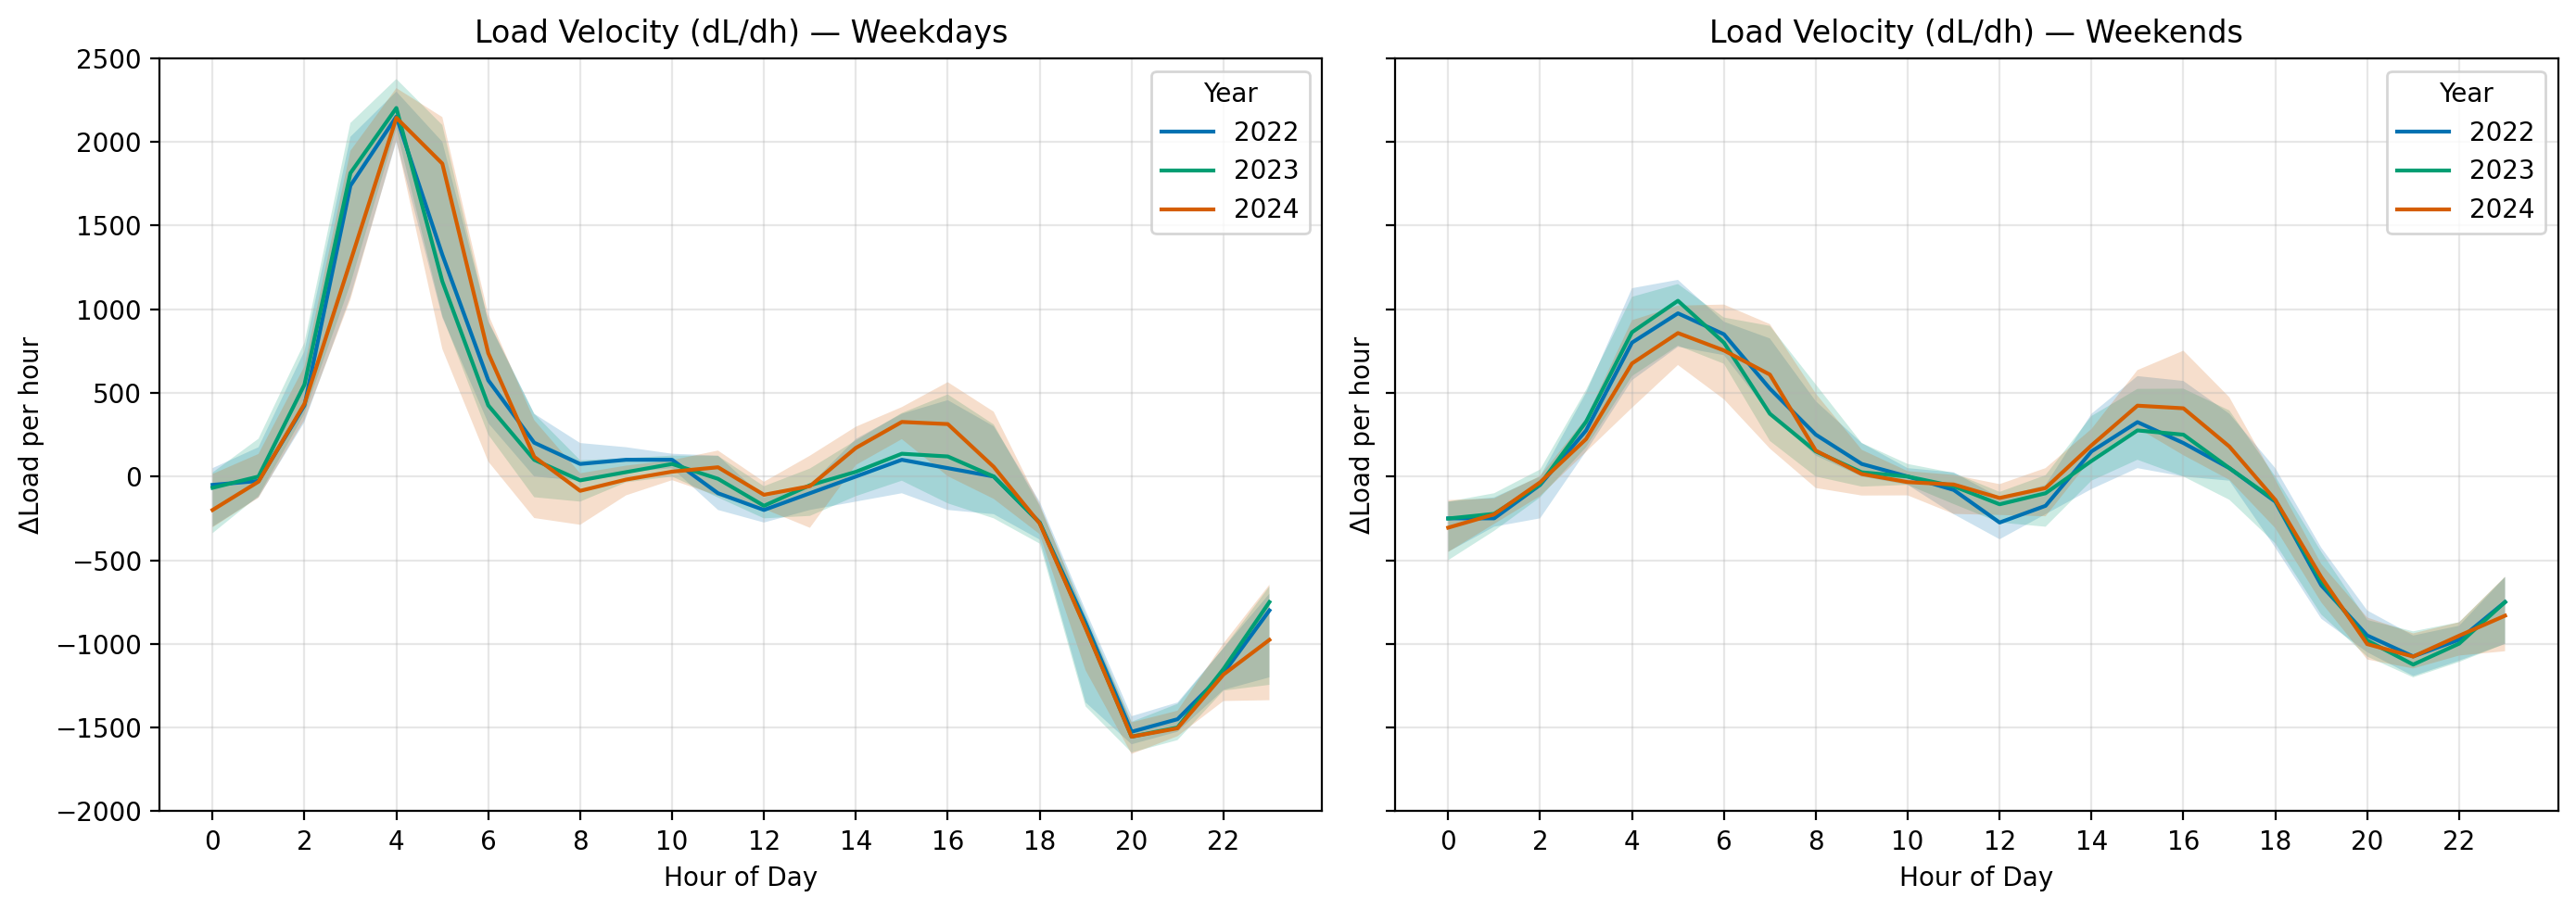 Load Velocity (dL/dh) — Weekdays
ΔLoad per hour
2500
2000
1500
1000
500
0
−500
−1000
−1500
−2000
0 2 4 6 8 10 12 14 16 18 20 22
Hour of Day
Year
2022
2023
2024
Load Velocity (dL/dh) — Weekends
ΔLoad per hour
0 2 4 6 8 10 12 14 16 18 20 22
Hour of Day
Year
2022
2023
2024